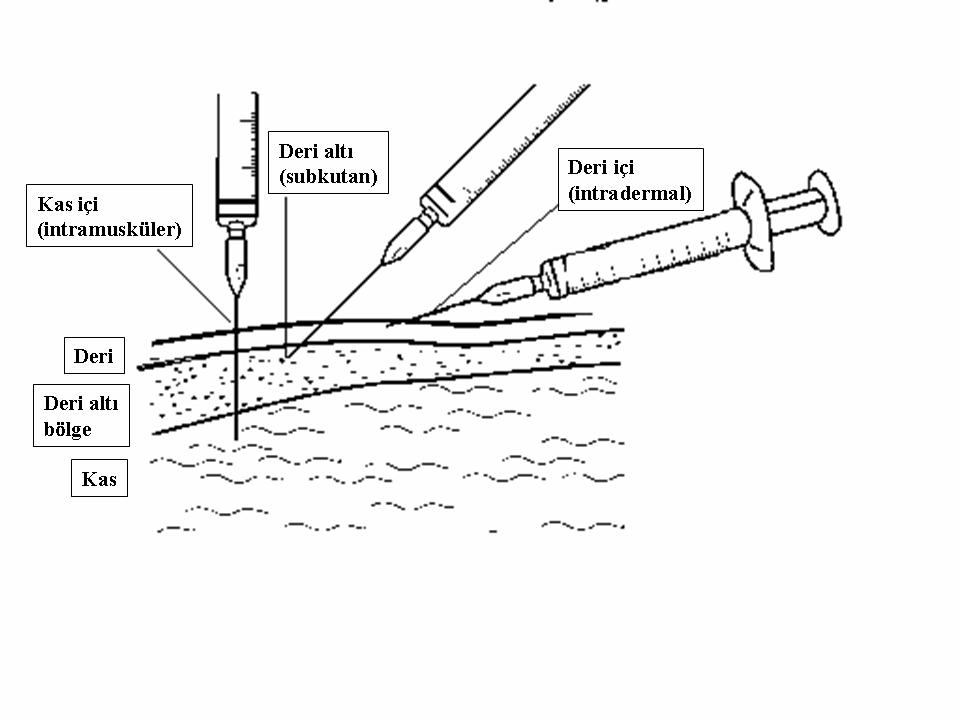 Deri altı
(subkutan)
Deri içi
(intradermal)
Kas içi
(intramusküler)
Deri
Deri altı
bölge
Kas